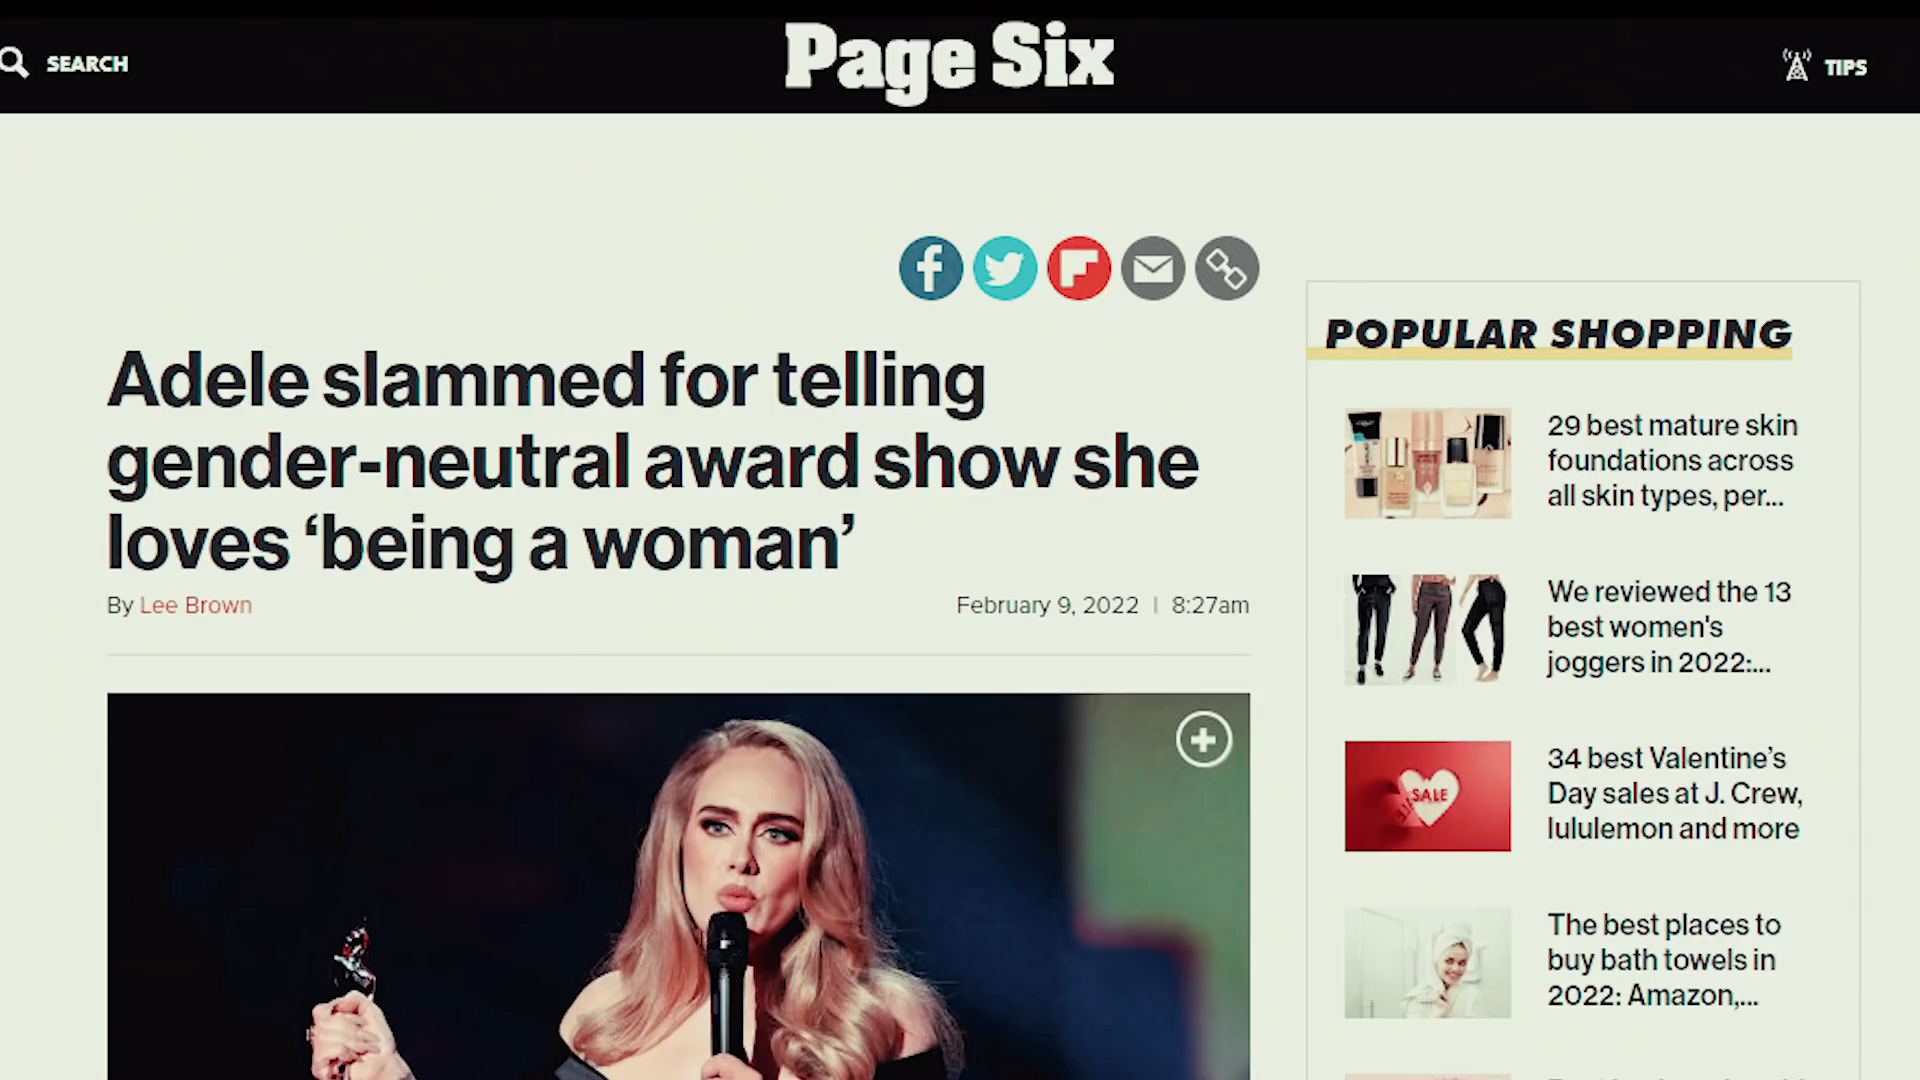 SEARCH
Page Six
TIPS
Adele slammed for telling
gender-neutral award show she
loves ‘being a woman’
By Lee Brown
February 9, 2022 | 8:27am
POPULAR SHOPPING
29 best mature skin
foundations across
all skin types, per...
We reviewed the 13
best women's
joggers in 2022:...
SALE
34 best Valentine’s
Day sales at J. Crew,
lululemon and more
The best places to
buy bath towels in
2022: Amazon,...